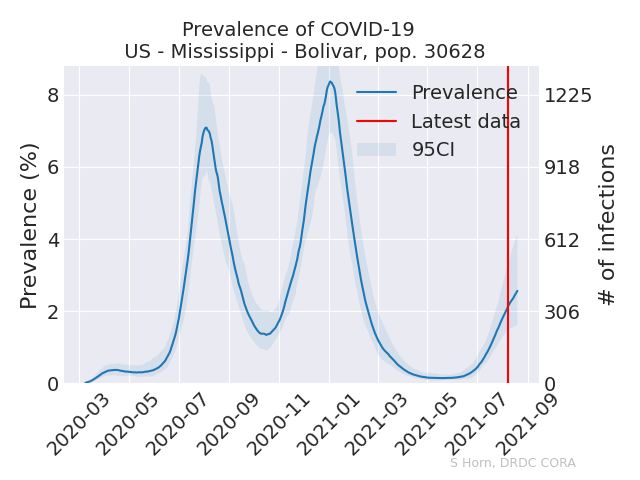 Prevalence of COVID-19
US - Mississippi - Bolivar, pop. 30628
Prevalence (%)
8
6
4
2
0
Prevalence
Latest data
95CI
1225
918
612
306
0
# of infections
2020-03
2020-05
2020-07
2020-09
2020-11
2021-01
2021-03
2021-05
2021-07
2021-09
S Horn, DRDC CORA